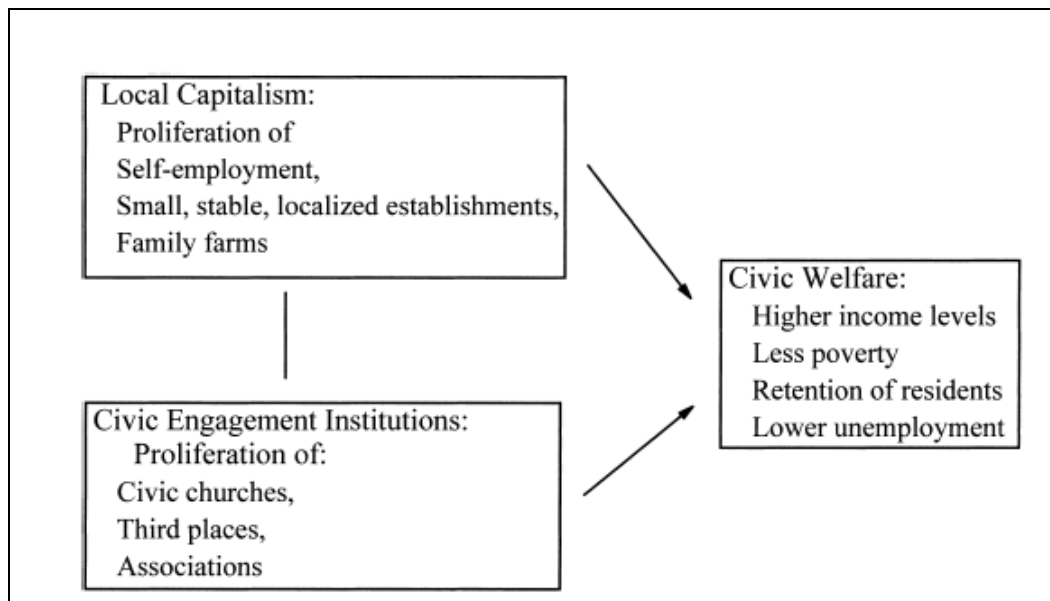 Local Capitalism:
Proliferation of
Self-employment,
Small, stable, localized establishments,
Family farms
Civic Welfare:
Higher income levels
Less poverty
Retention of residents
Lower unemployment
Civic Engagement Institutions:
Proliferation of:
Civic churches,
Third places,
Associations